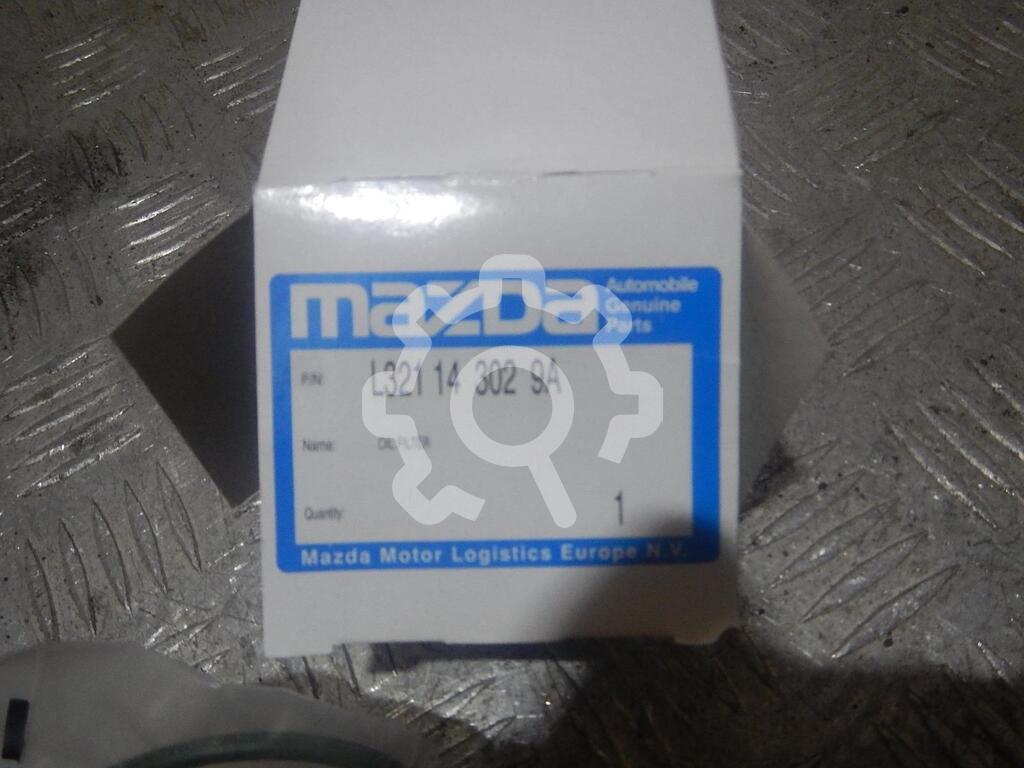 mazda Automobile
Genuine
Parts
P/N: L321 14 302 9A
Name: OIL FILTER
Quantity: 1
Mazda Motor Logistics Europe N.V.